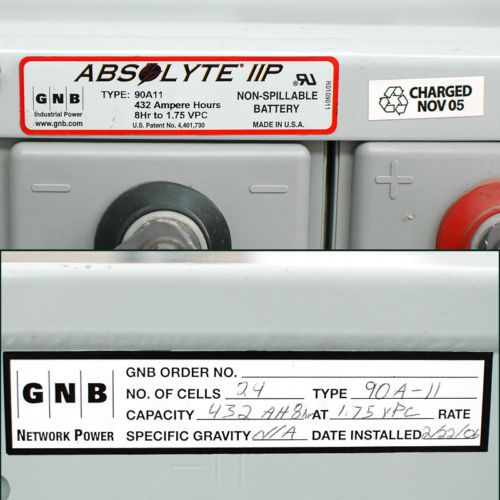 ABSOLYTE® IIP
GNB
Industrial Power
www.gnb.com
TYPE: 90A11
432 Ampere Hours
8Hr to 1.75 VPC
U.S. Patent No. 4,401,730
NON-SPILLABLE
BATTERY
MADE IN U.S.A.
R0109011
CHARGED
NOV 05
GNB
NETWORK POWER
GNB ORDER NO.
NO. OF CELLS 24 TYPE 90A-11
CAPACITY 432 AH 8hr AT 1.75 VPC RATE
SPECIFIC GRAVITY N/A DATE INSTALLED 2/22/06